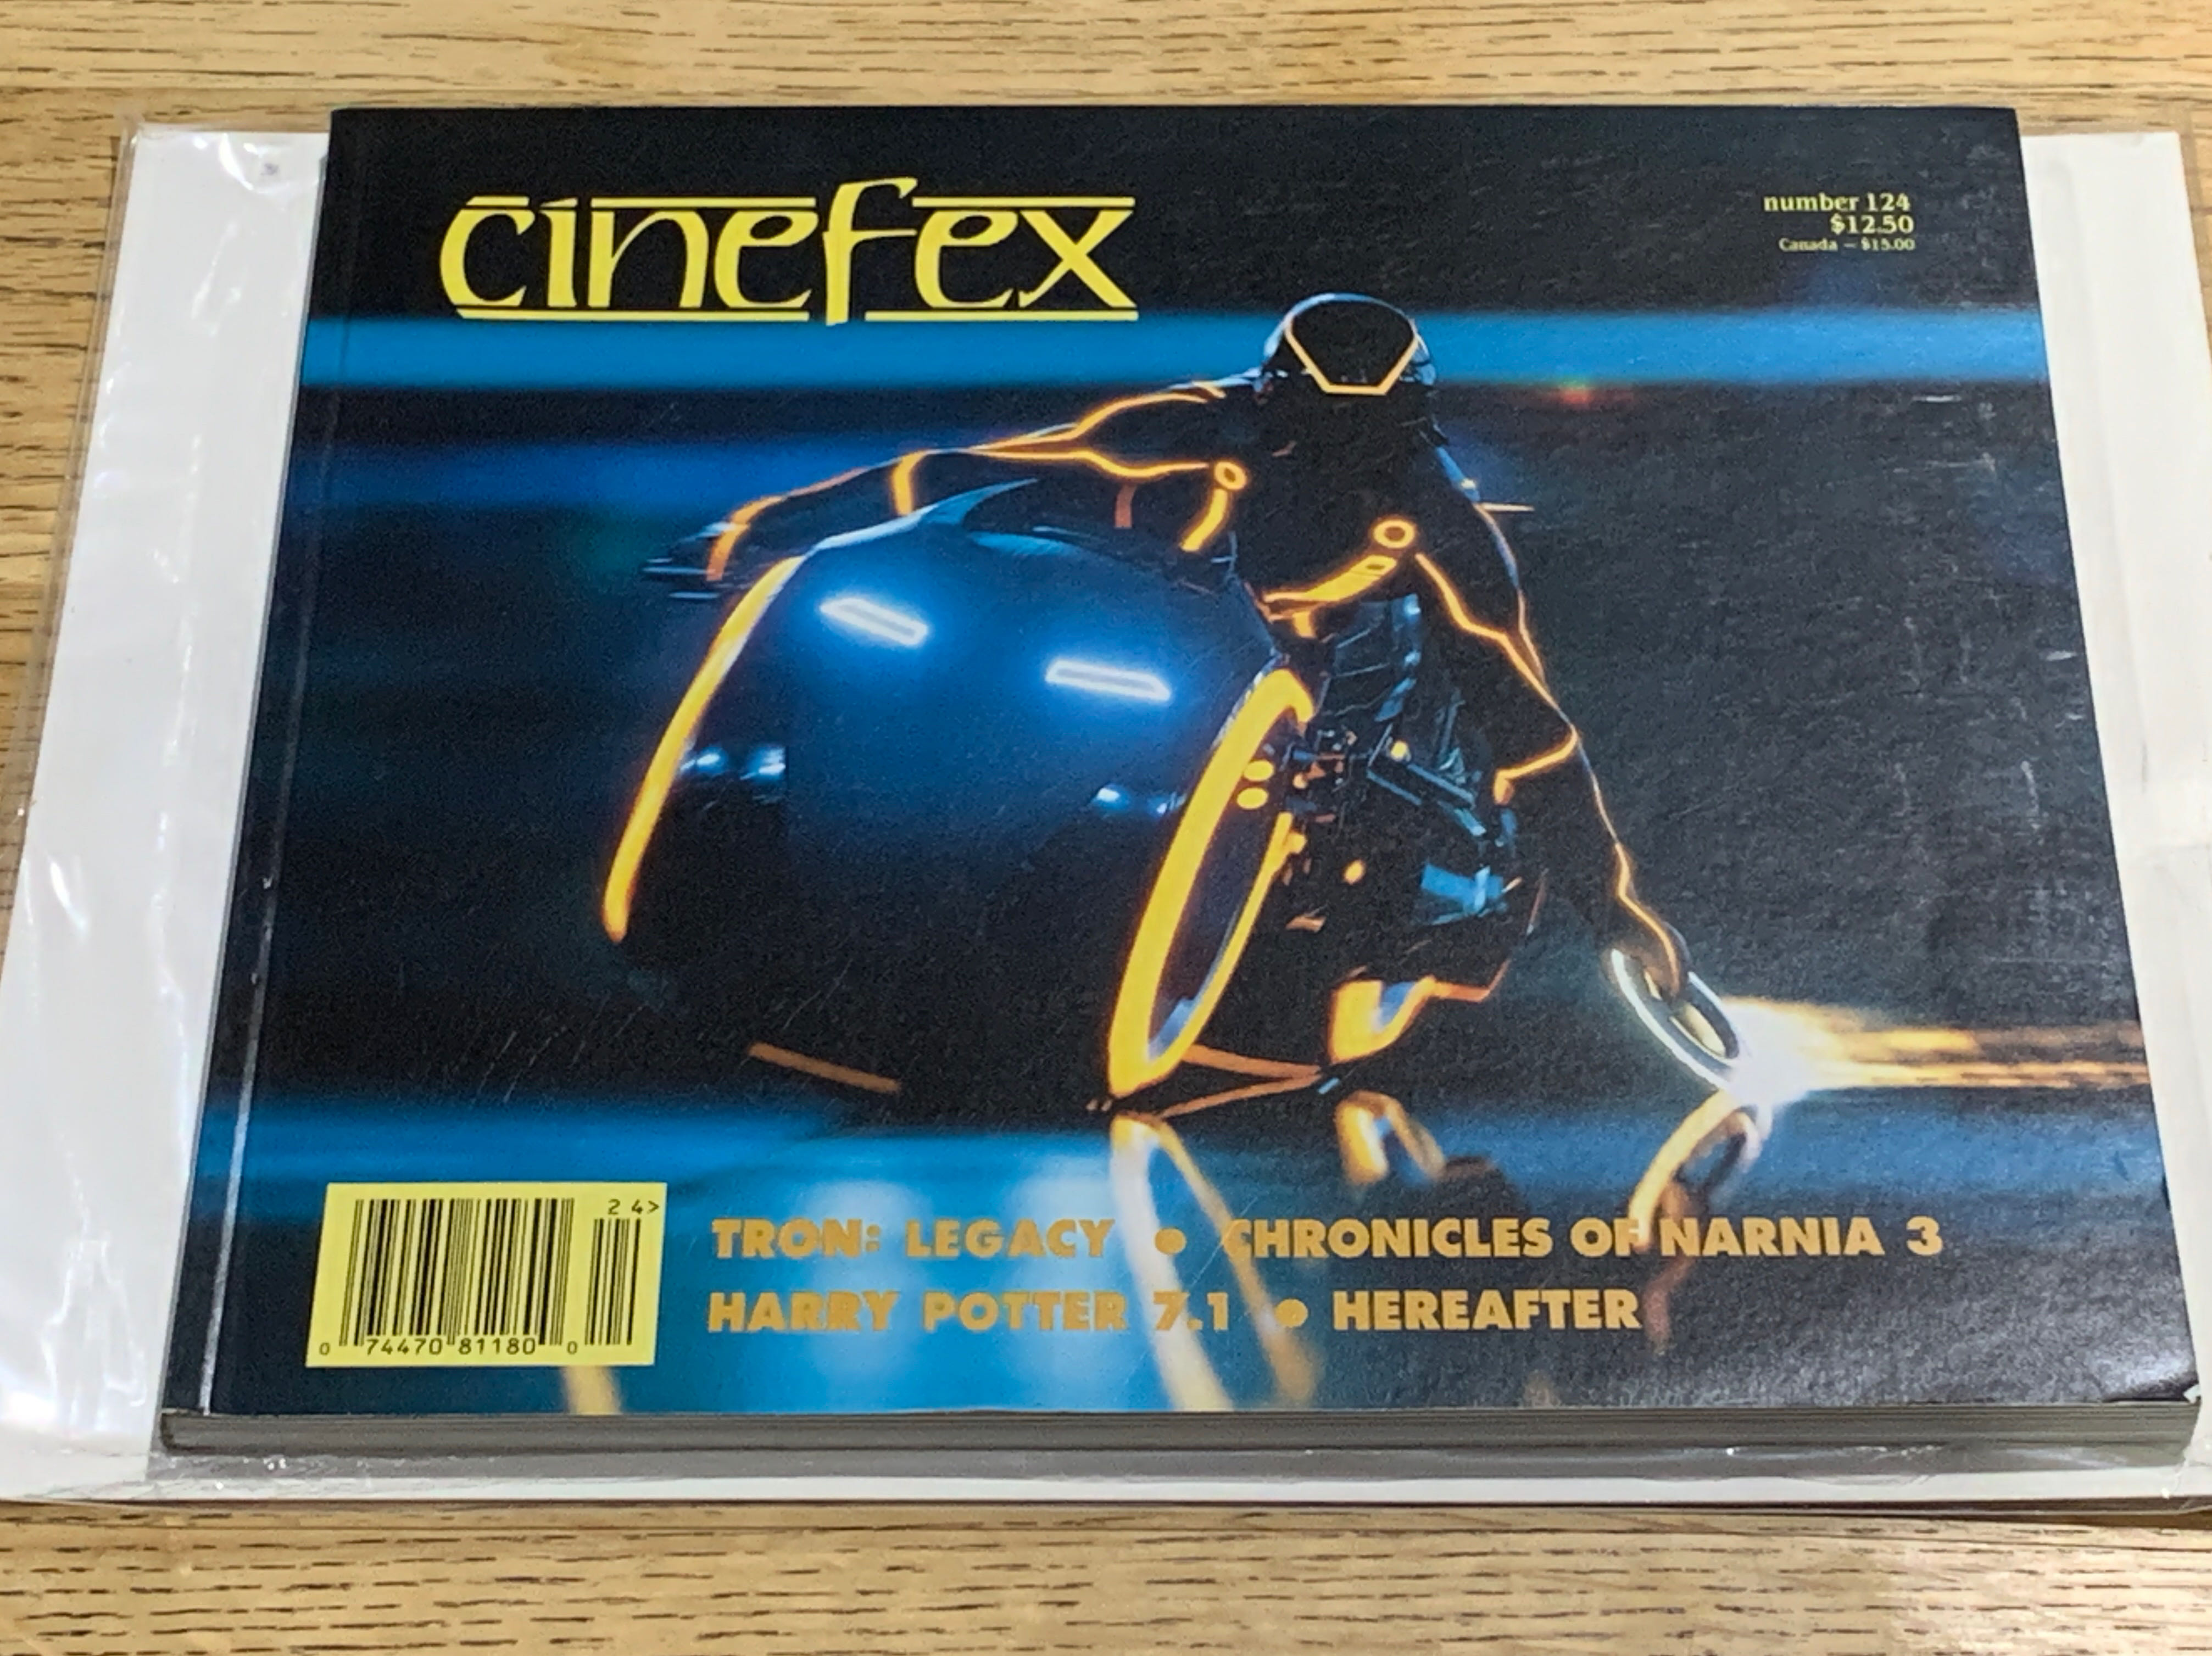 cinefex
number 124
$12.50
Canada – $15.00
TRON: LEGACY • CHRONICLES OF NARNIA 3
HARRY POTTER 7.1 • HEREAFTER
2 4>
0 74470 81180 0